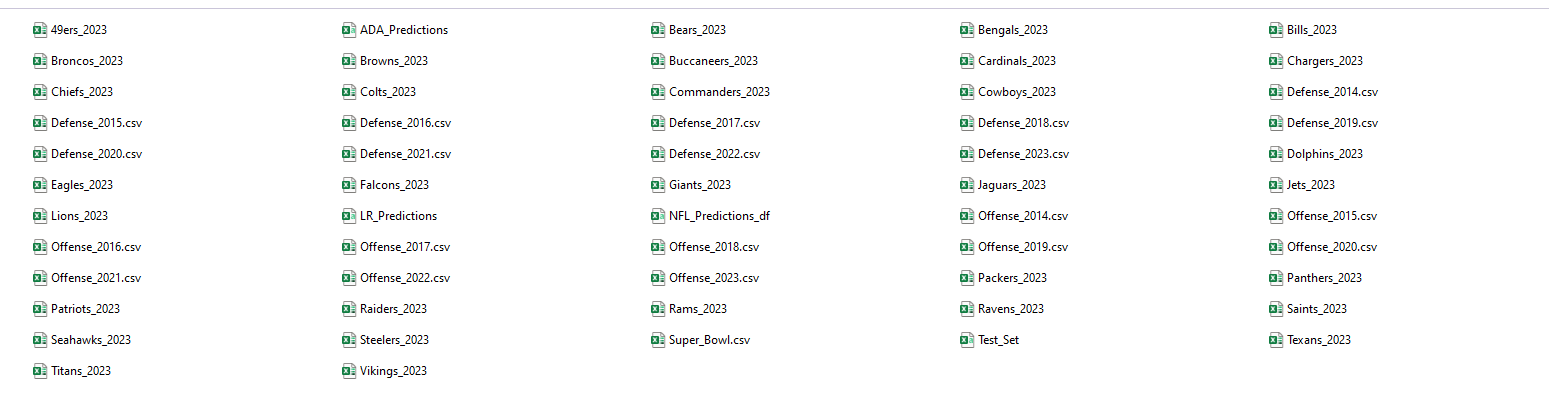 49ers_2023 ADA_Predictions Bears_2023 Bengals_2023 Bills_2023
Broncos_2023 Browns_2023 Buccaneers_2023 Cardinals_2023 Chargers_2023
Chiefs_2023 Colts_2023 Commanders_2023 Cowboys_2023 Defense_2014.csv
Defense_2015.csv Defense_2016.csv Defense_2017.csv Defense_2018.csv Defense_2019.csv
Defense_2020.csv Defense_2021.csv Defense_2022.csv Defense_2023.csv Dolphins_2023
Eagles_2023 Falcons_2023 Giants_2023 Jaguars_2023 Jets_2023
Lions_2023 LR_Predictions NFL_Predictions_df Offense_2014.csv Offense_2015.csv
Offense_2016.csv Offense_2017.csv Offense_2018.csv Offense_2019.csv Offense_2020.csv
Offense_2021.csv Offense_2022.csv Offense_2023.csv Packers_2023 Panthers_2023
Patriots_2023 Raiders_2023 Rams_2023 Ravens_2023 Saints_2023
Seahawks_2023 Steelers_2023 Super_Bowl.csv Test_Set Texans_2023
Titans_2023 Vikings_2023